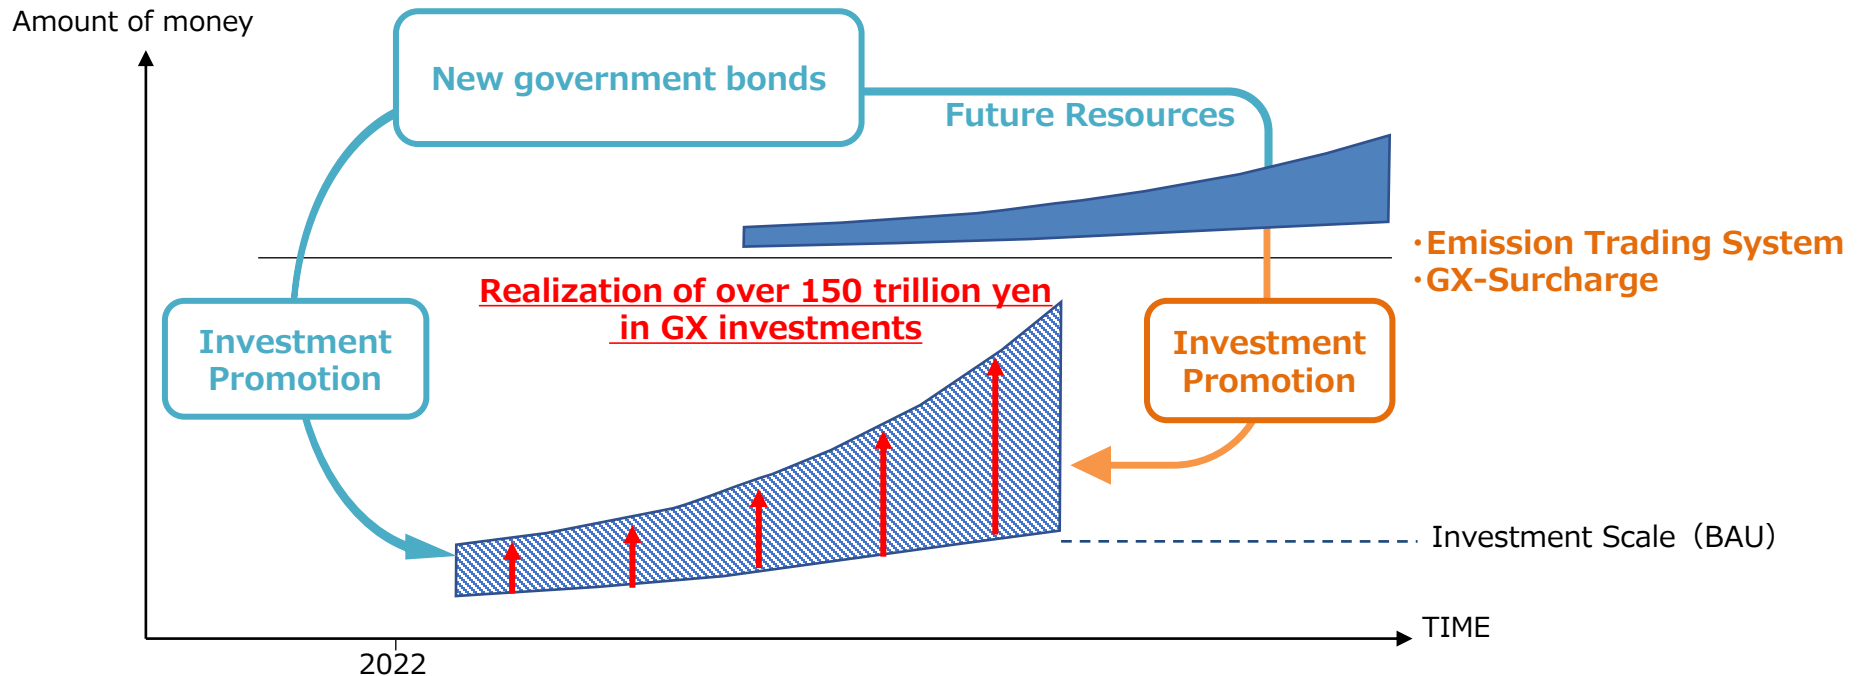 Amount of money
New government bonds
Future Resources
・Emission Trading System
・GX-Surcharge
Realization of over 150 trillion yen
in GX investments
Investment
Promotion
Investment
Promotion
Investment Scale（BAU）
TIME
2022